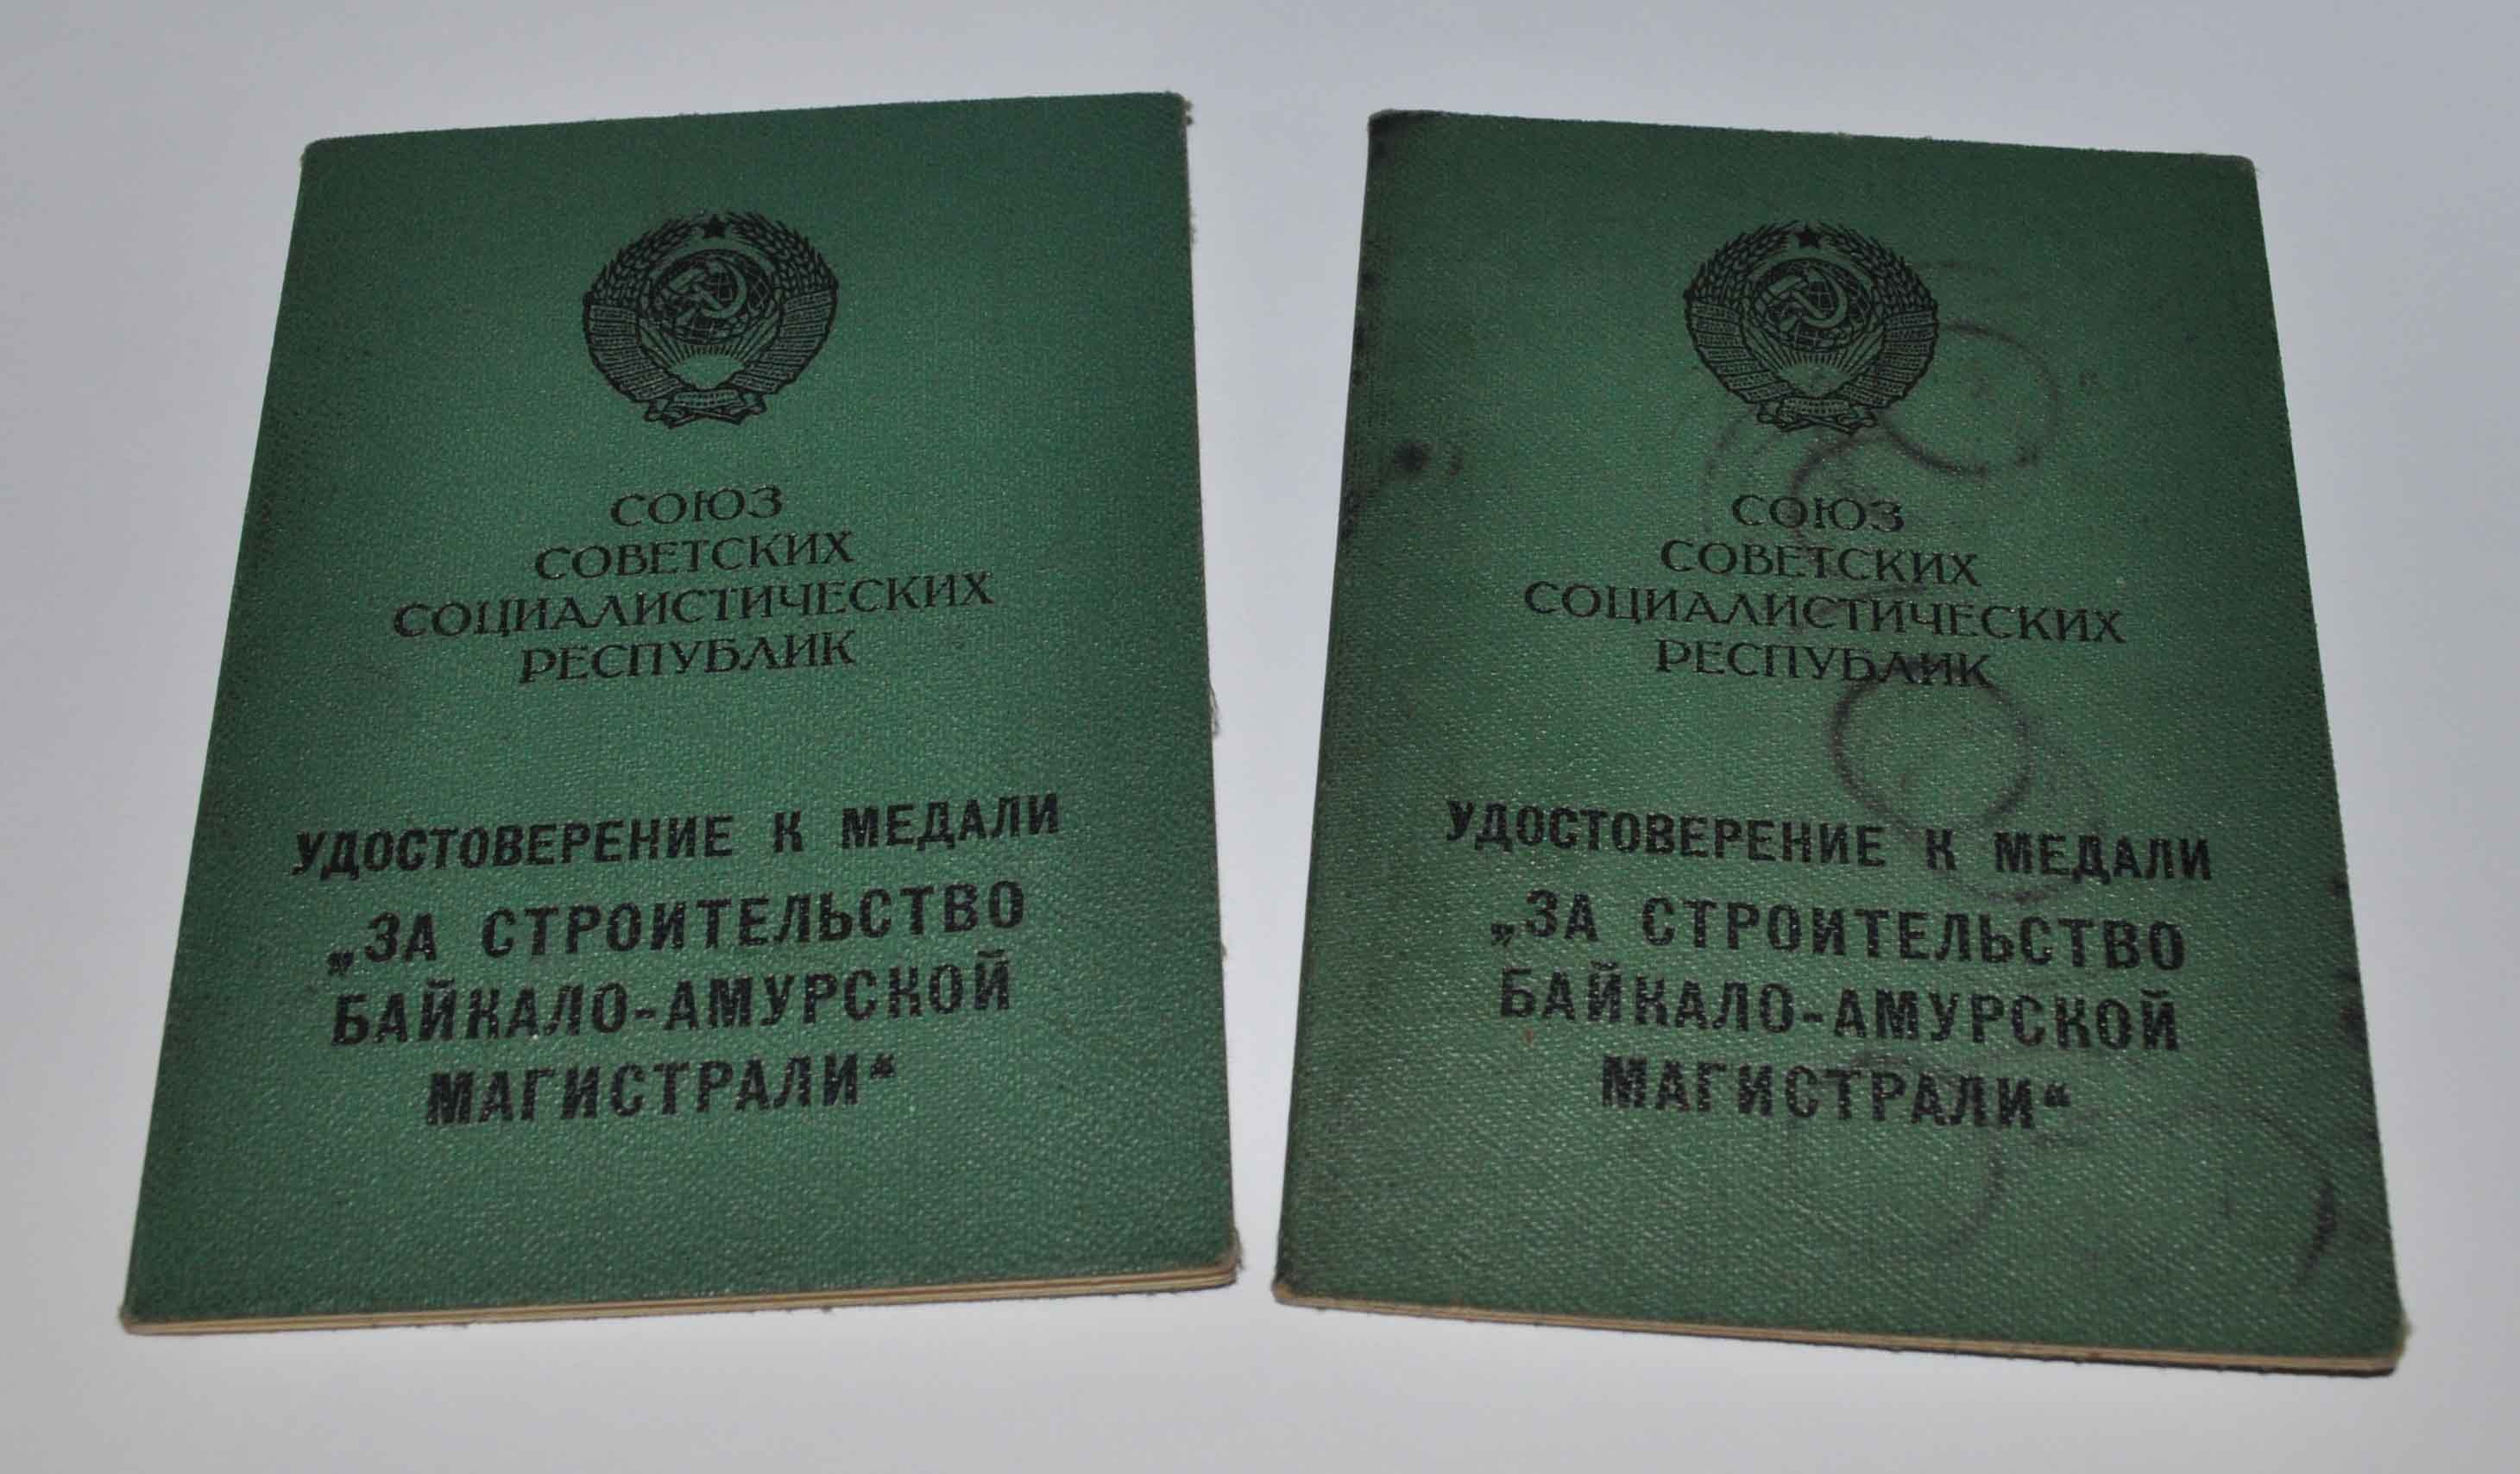 СОЮЗ
СОВЕТСКИХ
СОЦИАЛИСТИЧЕСКИХ
РЕСПУБЛИК
УДОСТОВЕРЕНИЕ К МЕДАЛИ
„ЗА СТРОИТЕЛЬСТВО
БАЙКАЛО-АМУРСКОЙ
МАГИСТРАЛИ“
СОЮЗ
СОВЕТСКИХ
СОЦИАЛИСТИЧЕСКИХ
РЕСПУБЛИК
УДОСТОВЕРЕНИЕ К МЕДАЛИ
„ЗА СТРОИТЕЛЬСТВО
БАЙКАЛО-АМУРСКОЙ
МАГИСТРАЛИ“